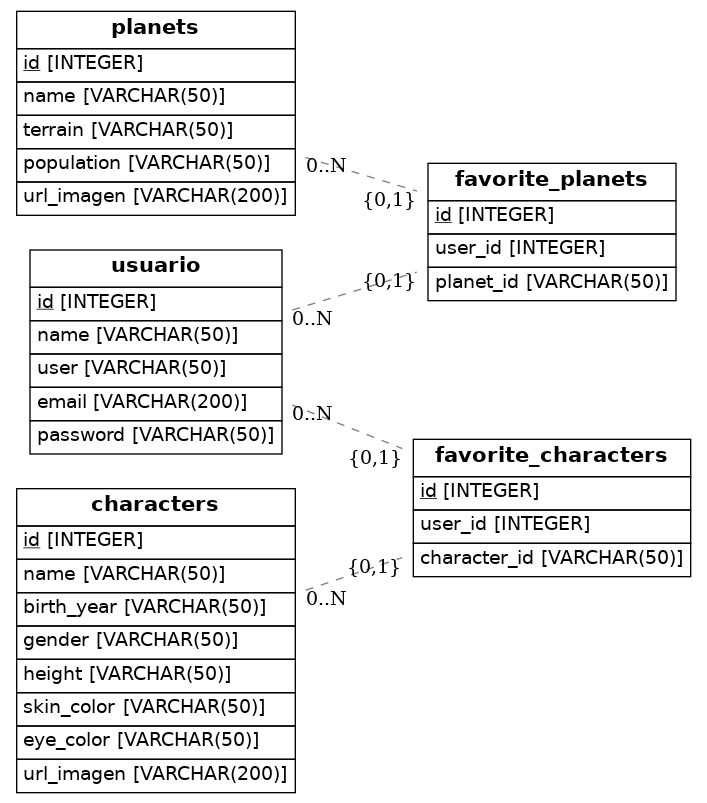 planets
id [INTEGER]
name [VARCHAR(50)]
terrain [VARCHAR(50)]
population [VARCHAR(50)]
url_imagen [VARCHAR(200)]
0..N
{0,1}
favorite_planets
id [INTEGER]
user_id [INTEGER]
planet_id [VARCHAR(50)]
usuario
id [INTEGER]
name [VARCHAR(50)]
user [VARCHAR(50)]
email [VARCHAR(200)]
password [VARCHAR(50)]
{0,1}
0..N
0..N
{0,1}
favorite_characters
id [INTEGER]
user_id [INTEGER]
character_id [VARCHAR(50)]
characters
id [INTEGER]
name [VARCHAR(50)]
birth_year [VARCHAR(50)]
gender [VARCHAR(50)]
height [VARCHAR(50)]
skin_color [VARCHAR(50)]
eye_color [VARCHAR(50)]
url_imagen [VARCHAR(200)]
{0,1}
0..N